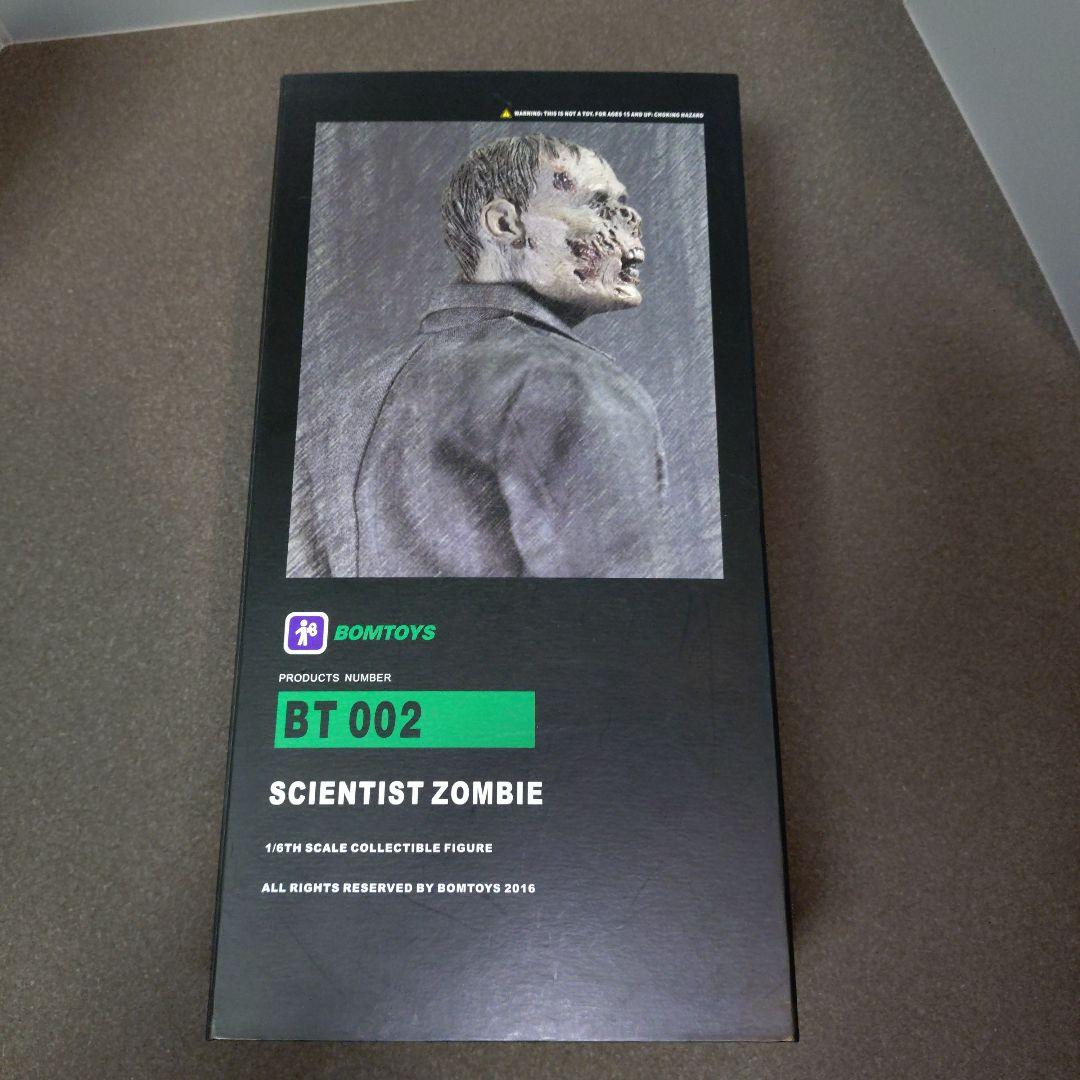 WARNING: THIS IS NOT A TOY. FOR AGES 15 AND UP: CHOKING HAZARD
BOMTOYS
PRODUCTS NUMBER
BT 002
SCIENTIST ZOMBIE
1/6TH SCALE COLLECTIBLE FIGURE
ALL RIGHTS RESERVED BY BOMTOYS 2016